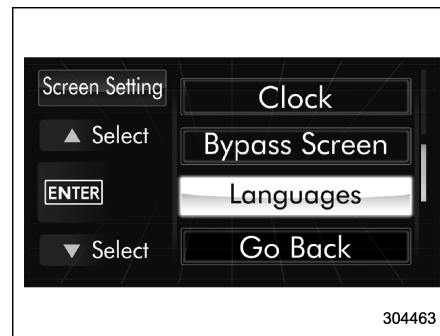 Screen Setting
▲ Select
ENTER
▼ Select
Clock
Bypass Screen
Languages
Go Back
304463